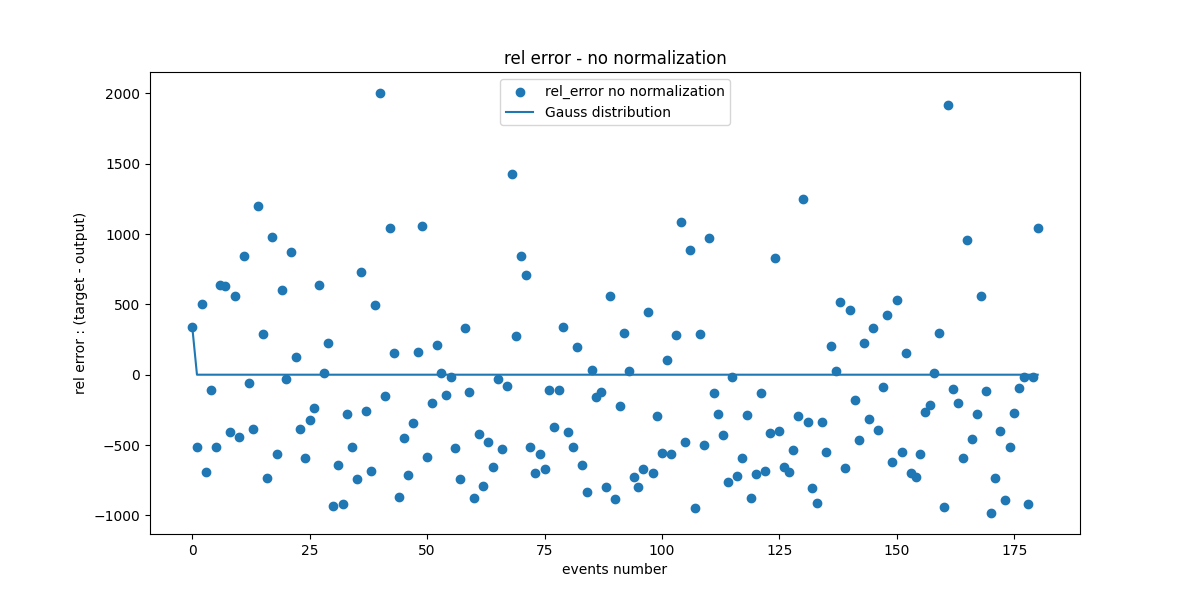 rel error - no normalization
rel_error no normalization
Gauss distribution
2000
1500
1000
500
0
−500
−1000
rel error : (target - output)
0 25 50 75 100 125 150 175
events number